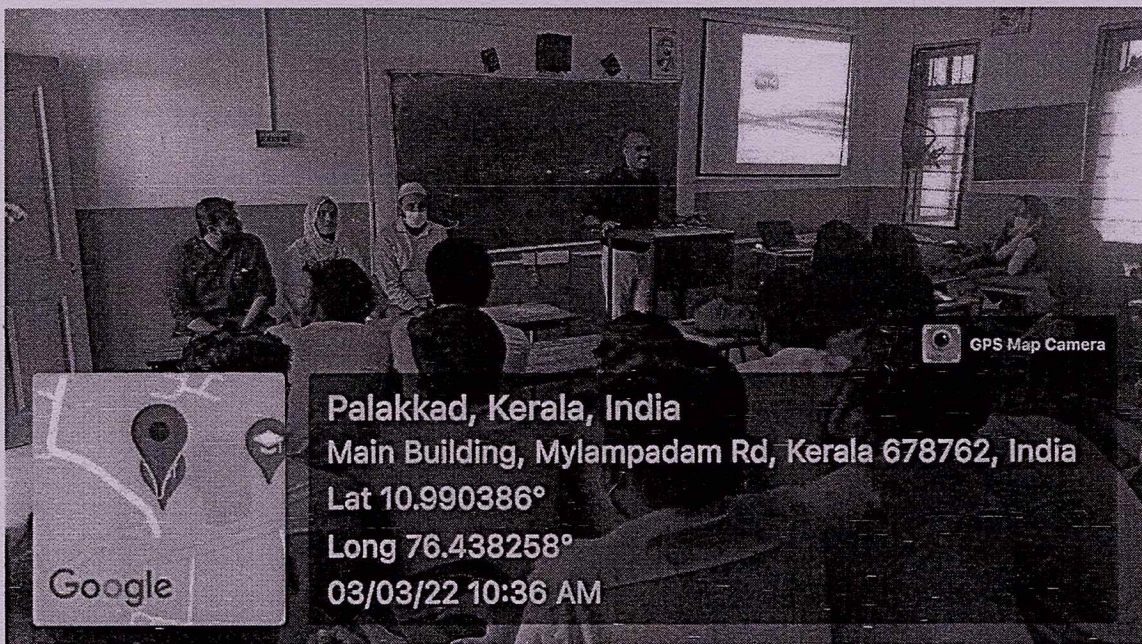 GPS Map Camera
Palakkad, Kerala, India
Main Building, Mylampadam Rd, Kerala 678762, India
Lat 10.990386°
Long 76.438258°
03/03/22 10:36 AM
Google